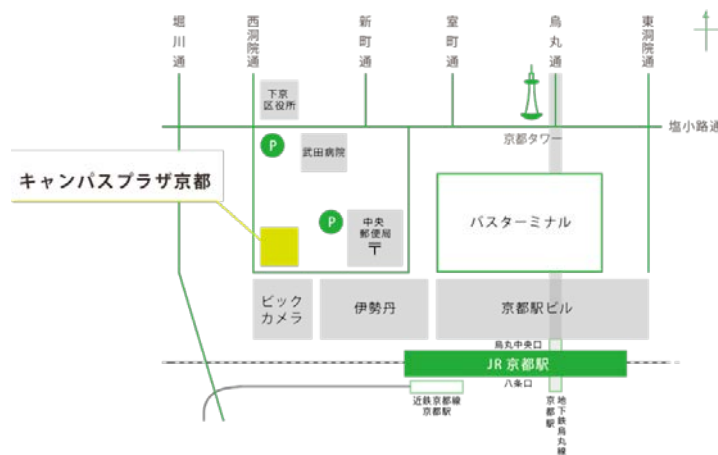 堀川通
西洞院通
新町通
室町通
烏丸通
東洞院通
下京
区役所
塩小路通
京都タワー
P
武田病院
キャンパスプラザ京都
P
中央
郵便局
〒
バスターミナル
ビック
カメラ
伊勢丹
京都駅ビル
烏丸中央口
JR 京都駅
八条口
近鉄京都線
京都駅
地下鉄烏丸線
京都駅